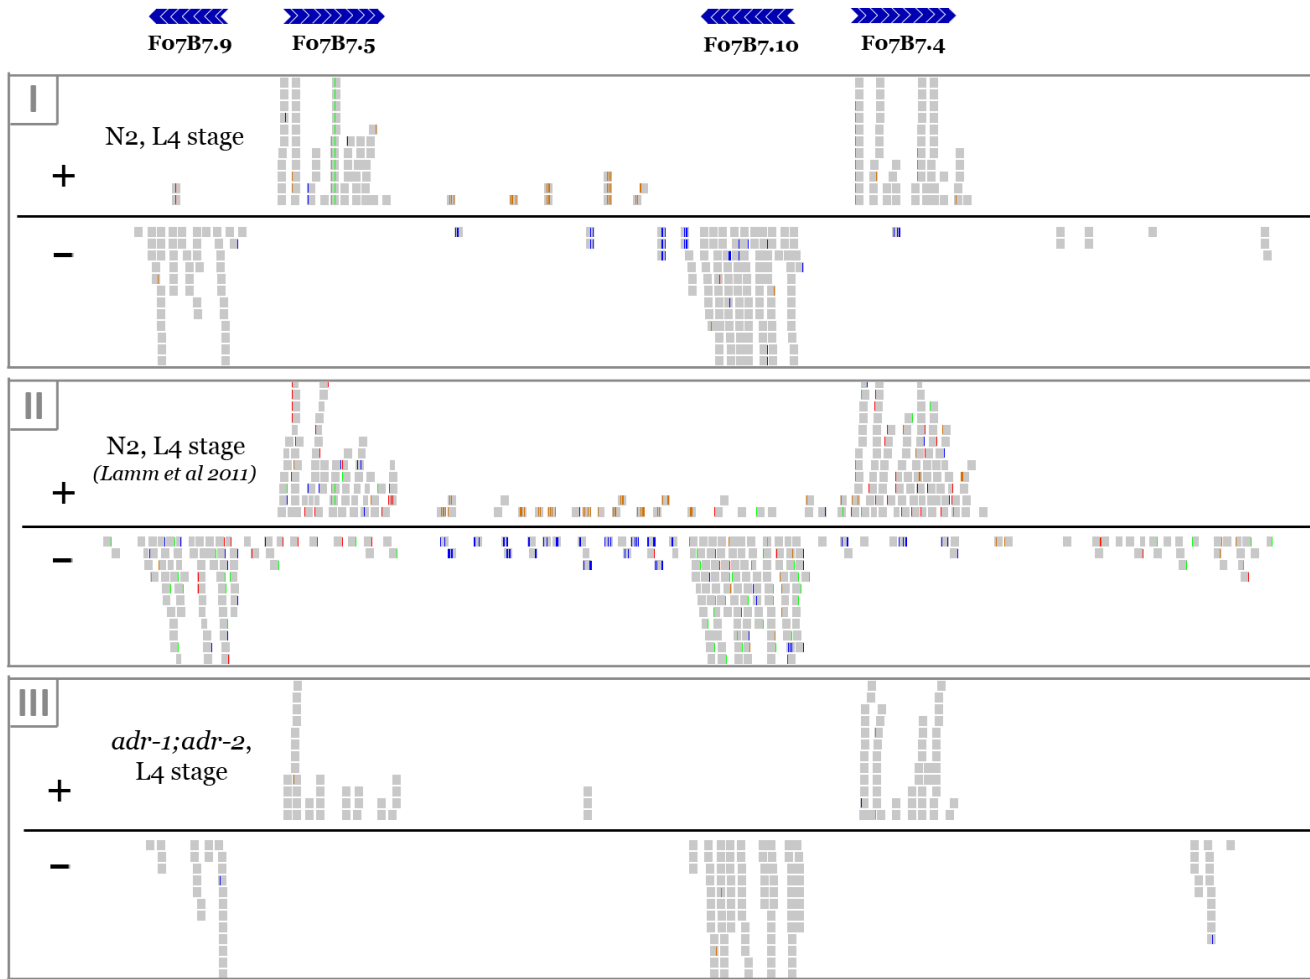 F07B7.9 F07B7.5 F07B7.10 F07B7.4
I
N2, L4 stage
+
−
II
N2, L4 stage
(Lamm et al 2011)
+
−
III
adr-1;adr-2,
L4 stage
+
−